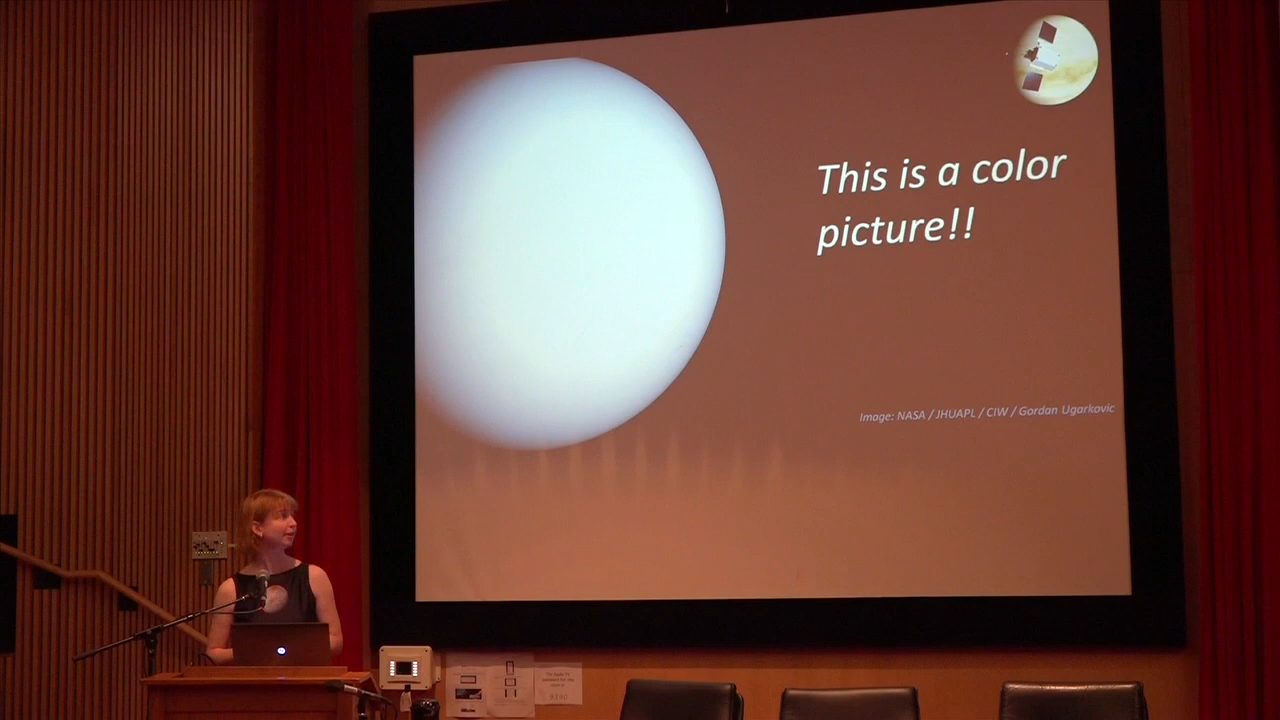 This is a color
picture!!
Image: NASA / JHUAPL / CIW / Gordan Ugarkovic